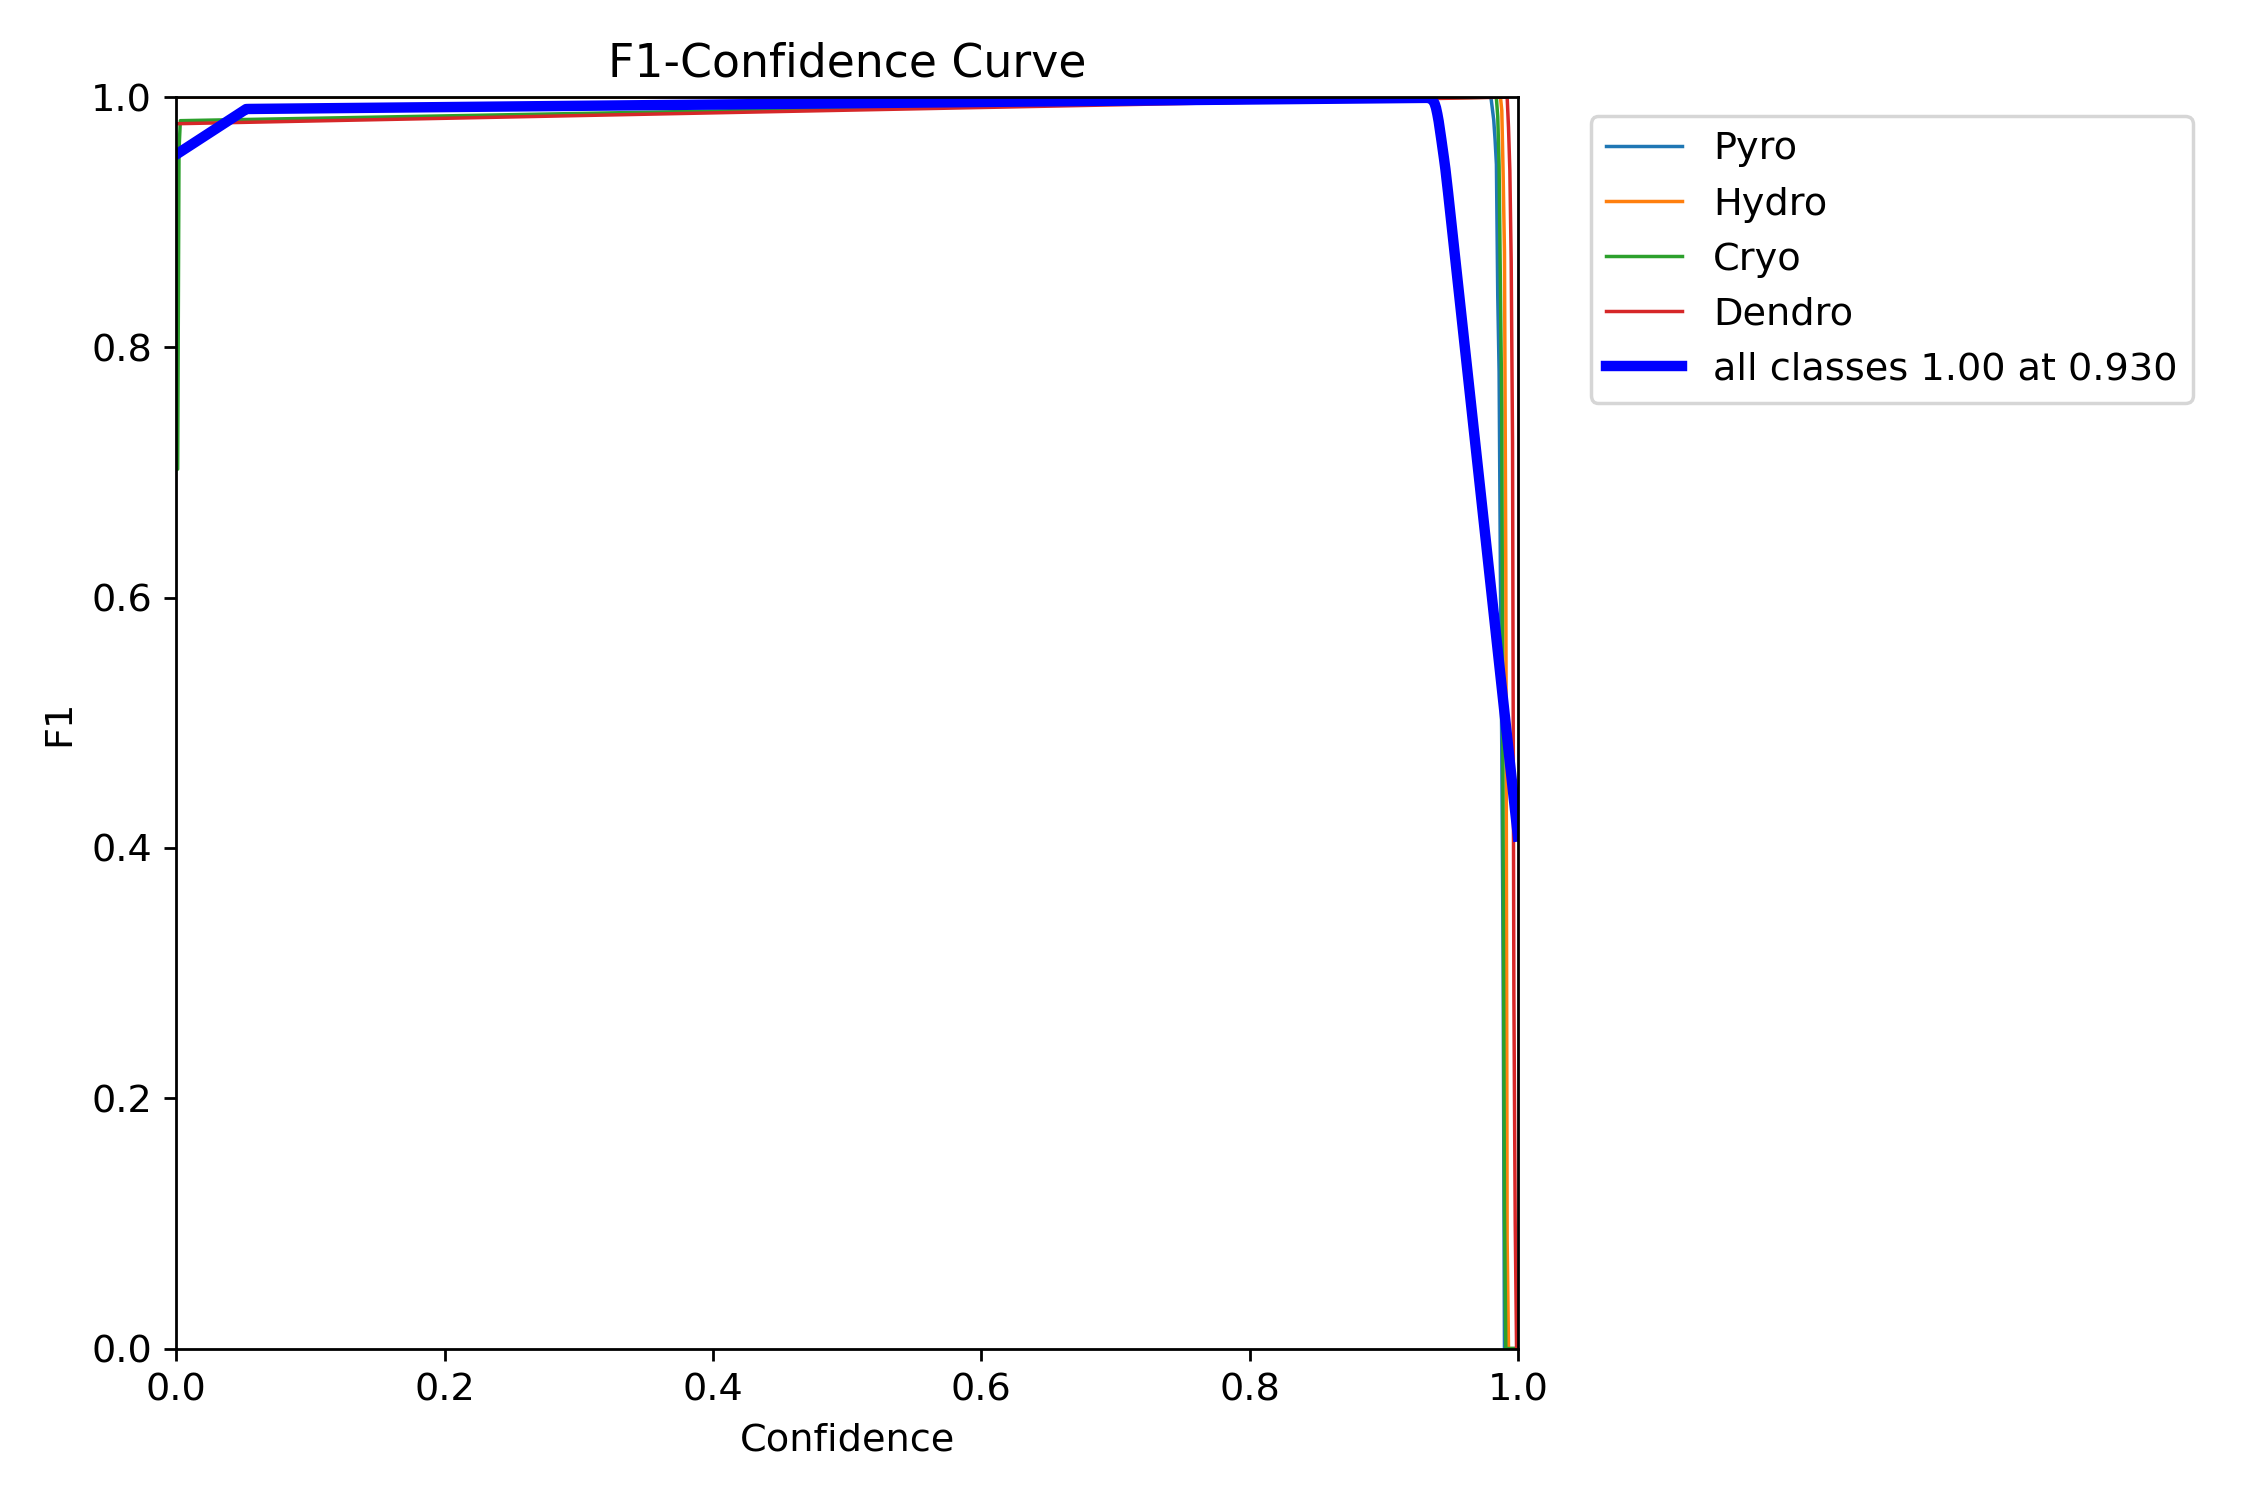 F1-Confidence Curve
1.0
0.8
0.6
0.4
0.2
0.0
F1
0.0 0.2 0.4 0.6 0.8 1.0
Confidence
Pyro
Hydro
Cryo
Dendro
all classes 1.00 at 0.930